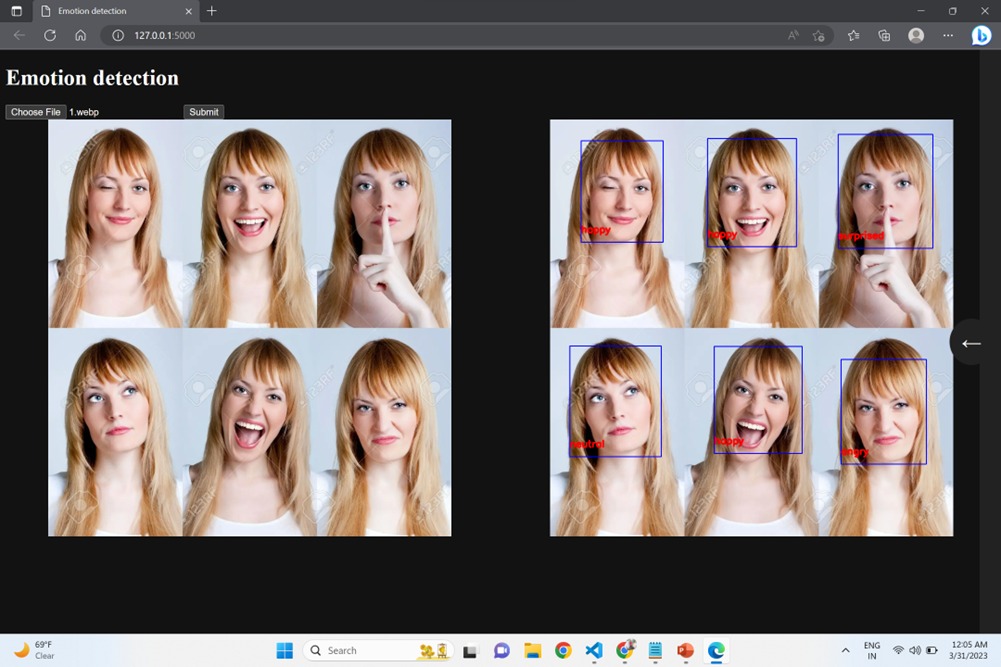 Emotion detection
127.0.0.1:5000
Emotion detection
Choose File 1.webp Submit
happy
happy
surprised
neutral
happy
angry
69°F
Clear
Search
ENG
IN
12:05 AM
3/31/2023